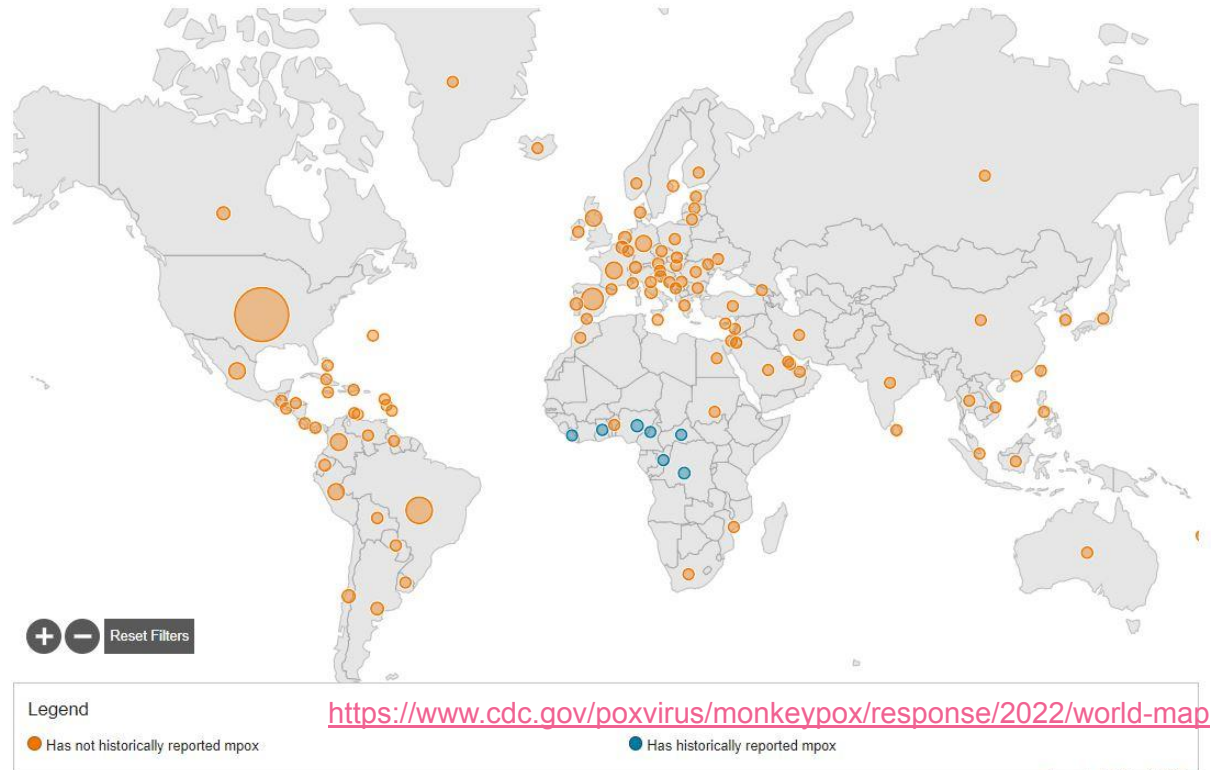 Reset Filters
Legend
https://www.cdc.gov/poxvirus/monkeypox/response/2022/world-map
Has not historically reported mpox
Has historically reported mpox